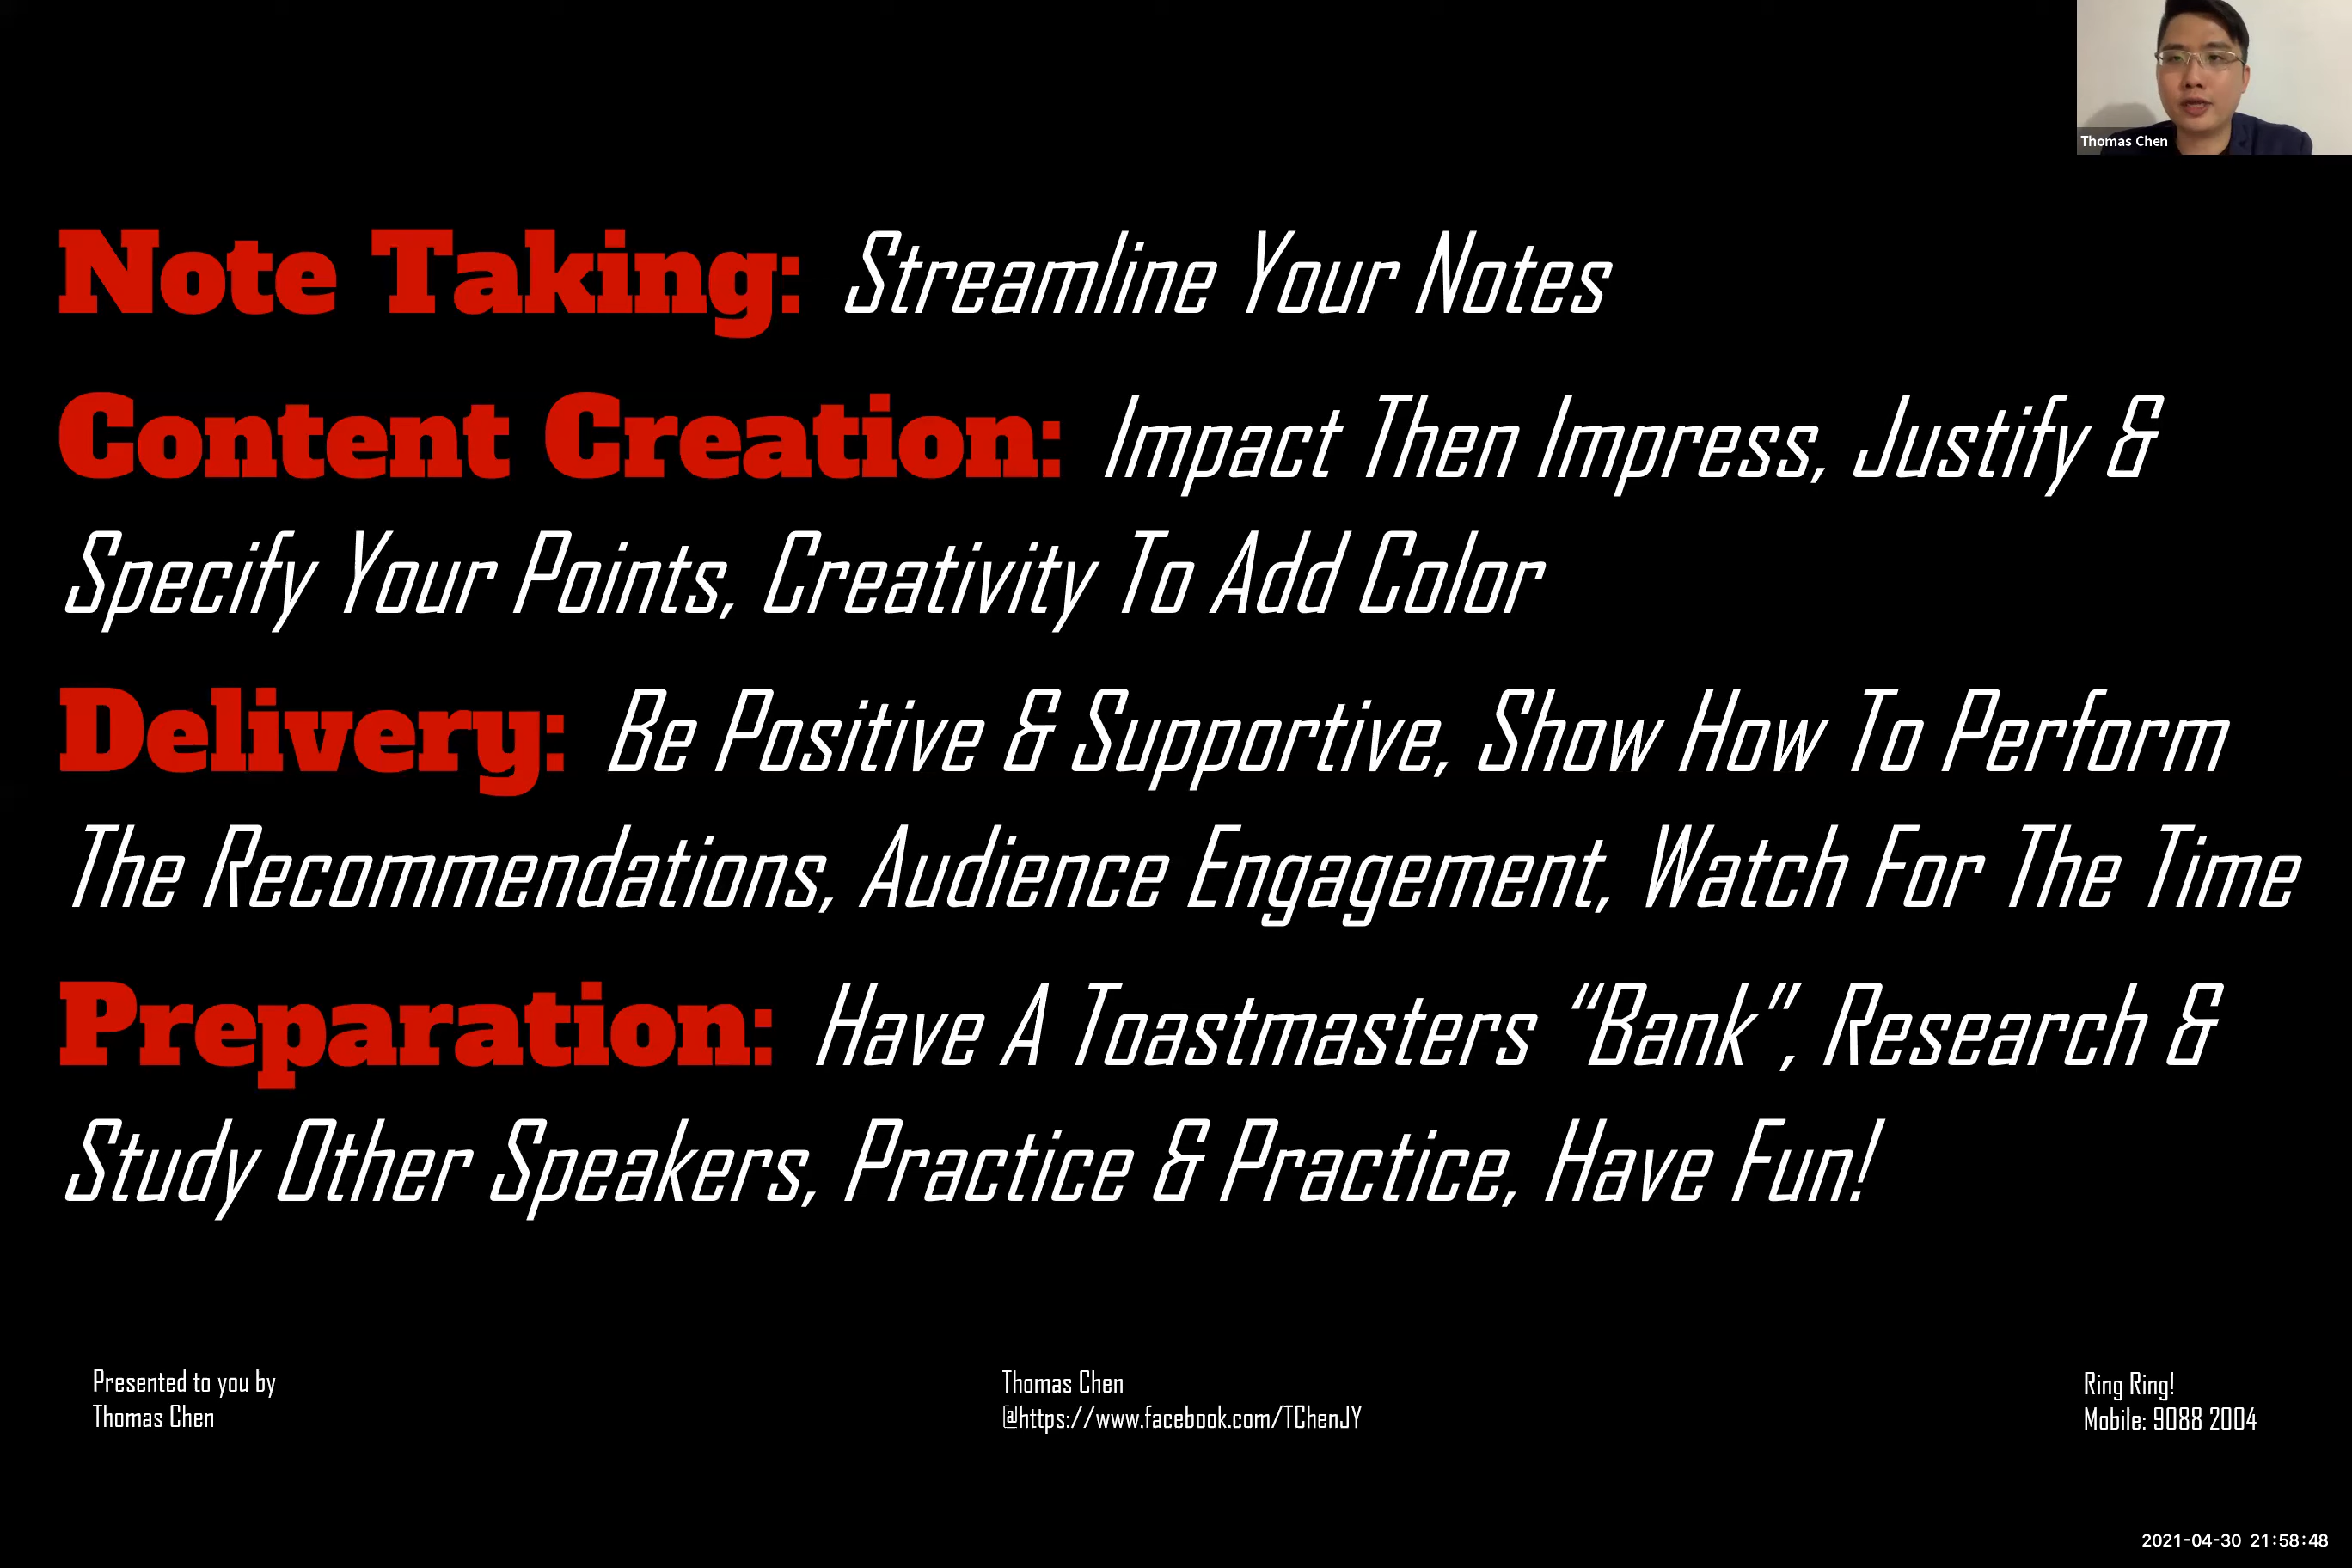 Thomas Chen
Note Taking: Streamline Your Notes
Content Creation: Impact Then Impress, Justify &
Specify Your Points, Creativity To Add Color
Delivery: Be Positive & Supportive, Show How To Perform
The Recommendations, Audience Engagement, Watch For The Time
Preparation: Have A Toastmasters “Bank”, Research &
Study Other Speakers, Practice & Practice, Have Fun!
Presented to you by
Thomas Chen
Thomas Chen
@https://www.facebook.com/TChenJY
Ring Ring!
Mobile: 9088 2004
2021-04-30 21:58:48